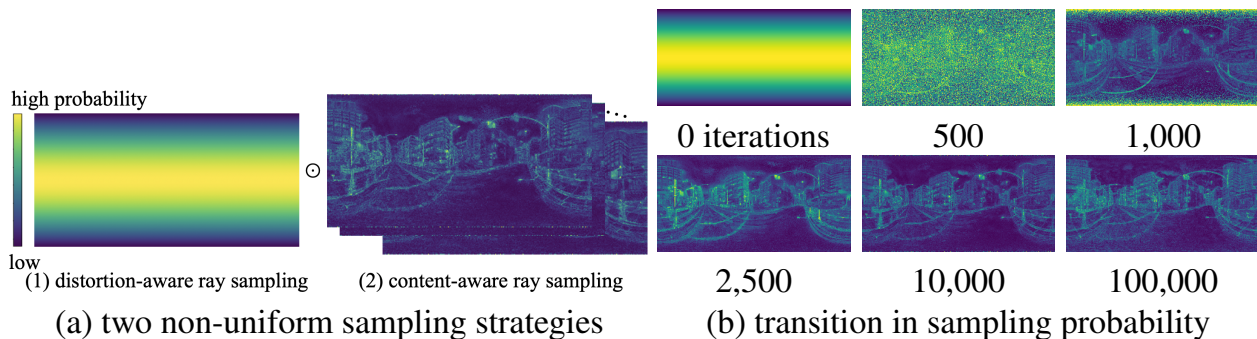 high probability
low
⊙
...
(1) distortion-aware ray sampling
(2) content-aware ray sampling
(a) two non-uniform sampling strategies
0 iterations
500
1,000
2,500
10,000
100,000
(b) transition in sampling probability